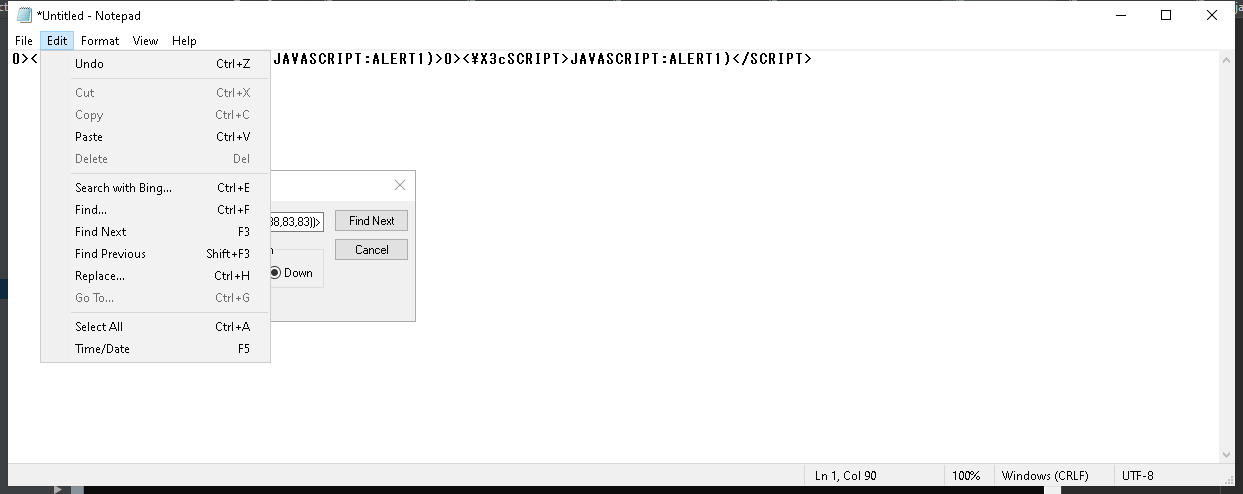 *Untitled - Notepad
File Edit Format View Help
0><
JAVASCRIPT:ALERT1)>0><¥X3cSCRIPT>JAVASCRIPT:ALERT1)</SCRIPT>
Undo Ctrl+Z
Cut Ctrl+X
Copy Ctrl+C
Paste Ctrl+V
Delete Del
Search with Bing... Ctrl+E
Find... Ctrl+F
Find Next F3
Find Previous Shift+F3
Replace... Ctrl+H
Go To... Ctrl+G
Select All Ctrl+A
Time/Date F5
88,83,83))> Find Next
Cancel
Down
Ln 1, Col 90 100% Windows (CRLF) UTF-8